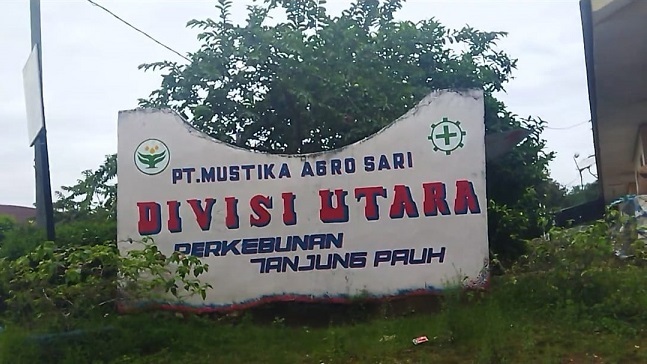 PT.MUSTIKA AGRO SARI
DIVISI UTARA
PERKEBUNAN
TANJUNG PAUH